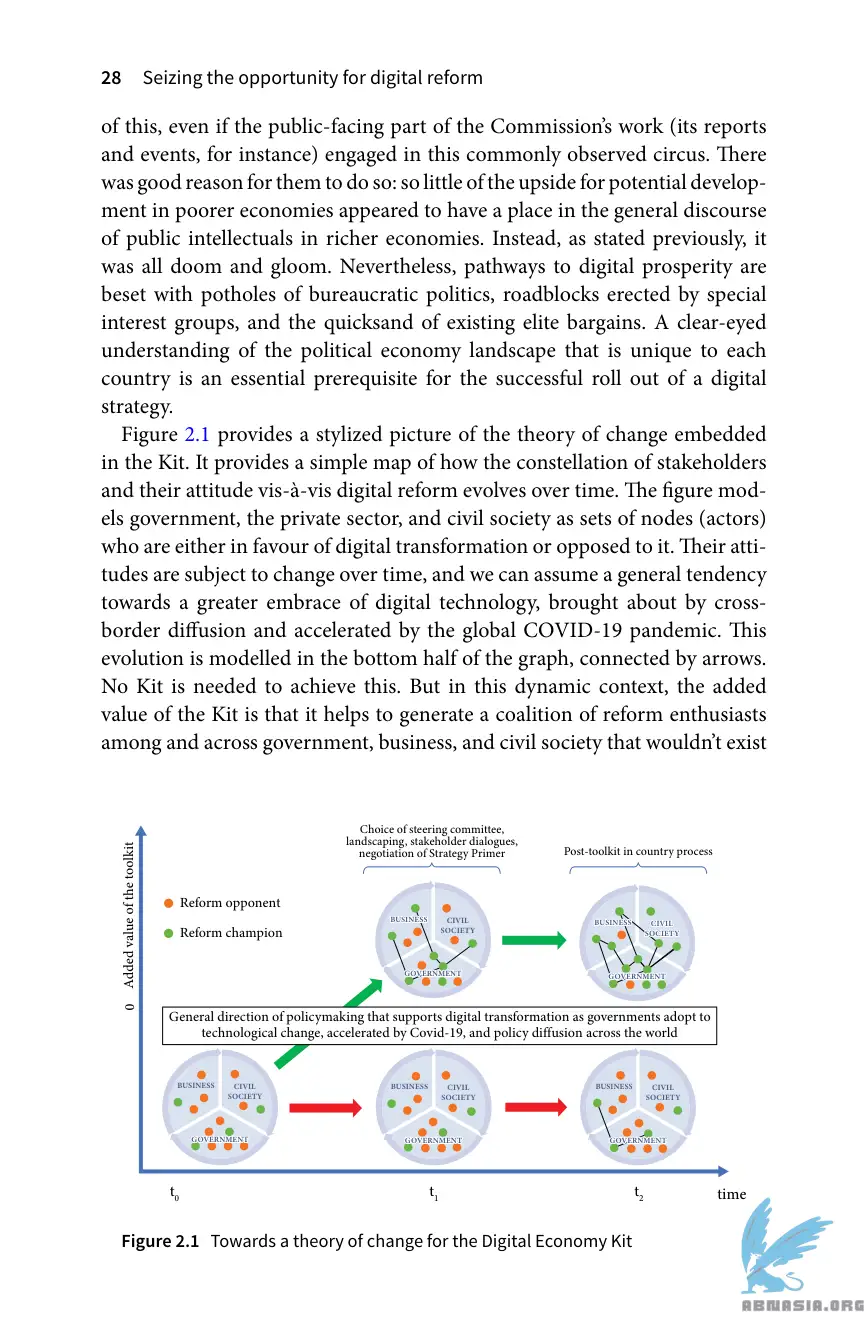 28 Seizing the opportunity for digital reform
of this, even if the public-facing part of the Commission’s work (its reports
and events, for instance) engaged in this commonly observed circus. There
was good reason for them to do so: so little of the upside for potential develop-
ment in poorer economies appeared to have a place in the general discourse
of public intellectuals in richer economies. Instead, as stated previously, it
was all doom and gloom. Nevertheless, pathways to digital prosperity are
beset with potholes of bureaucratic politics, roadblocks erected by special
interest groups, and the quicksand of existing elite bargains. A clear-eyed
understanding of the political economy landscape that is unique to each
country is an essential prerequisite for the successful roll out of a digital
strategy.
Figure 2.1 provides a stylized picture of the theory of change embedded
in the Kit. It provides a simple map of how the constellation of stakeholders
and their attitude vis-à-vis digital reform evolves over time. The figure mod-
els government, the private sector, and civil society as sets of nodes (actors)
who are either in favour of digital transformation or opposed to it. Their atti-
tudes are subject to change over time, and we can assume a general tendency
towards a greater embrace of digital technology, brought about by cross-
border diffusion and accelerated by the global COVID-19 pandemic. This
evolution is modelled in the bottom half of the graph, connected by arrows.
No Kit is needed to achieve this. But in this dynamic context, the added
value of the Kit is that it helps to generate a coalition of reform enthusiasts
among and across government, business, and civil society that wouldn’t exist
Choice of steering committee,
landscaping, stakeholder dialogues,
negotiation of Strategy Primer
Post-toolkit in country process
0 Added value of the toolkit
Reform opponent
Reform champion
BUSINESS
CIVIL
SOCIETY
GOVERNMENT
BUSINESS
CIVIL
SOCIETY
GOVERNMENT
General direction of policymaking that supports digital transformation as governments adopt to
technological change, accelerated by Covid-19, and policy diffusion across the world
BUSINESS
CIVIL
SOCIETY
GOVERNMENT
BUSINESS
CIVIL
SOCIETY
GOVERNMENT
BUSINESS
CIVIL
SOCIETY
GOVERNMENT
t0
t1
t2
time
Figure 2.1 Towards a theory of change for the Digital Economy Kit
ABNASIA.ORG